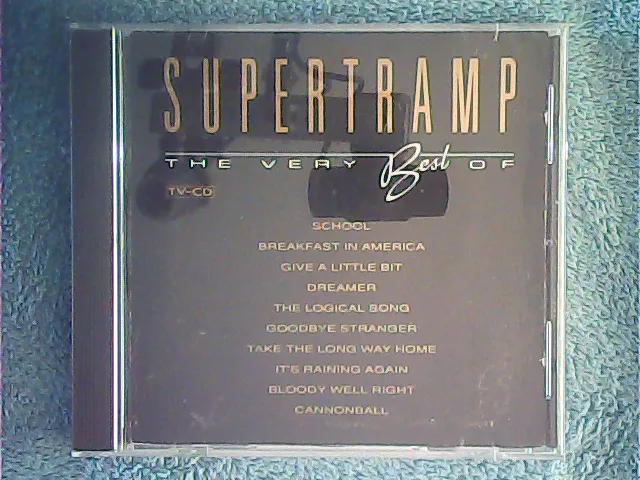 SUPERTRAMP
THE VERY Best OF
TV-CD
SCHOOL
BREAKFAST IN AMERICA
GIVE A LITTLE BIT
DREAMER
THE LOGICAL SONG
GOODBYE STRANGER
TAKE THE LONG WAY HOME
IT'S RAINING AGAIN
BLOODY WELL RIGHT
CANNONBALL